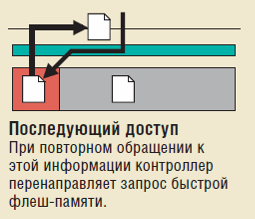 Последующий доступ
При повторном обращении к
этой информации контроллер
перенаправляет запрос быстрой
флеш-памяти.